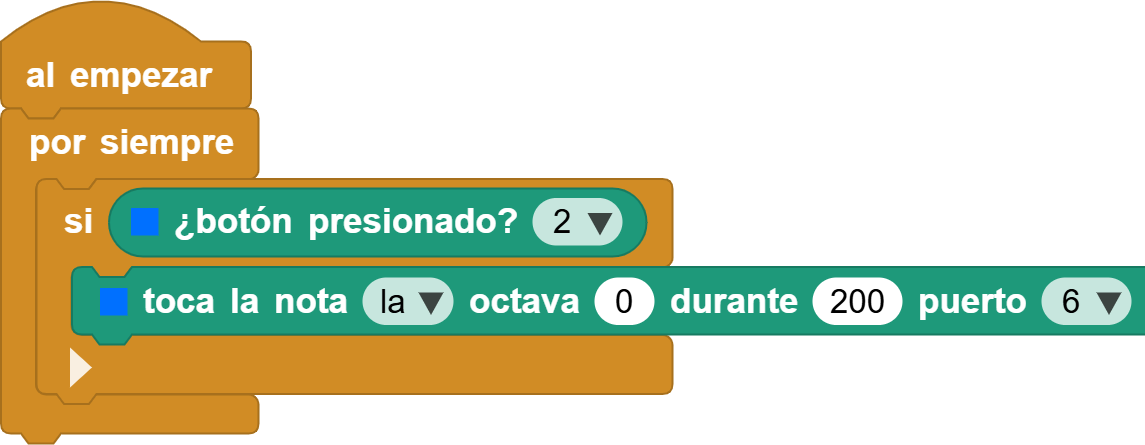 al empezar
por siempre
si ¿botón presionado? 2
toca la nota la octava 0 durante 200 puerto 6